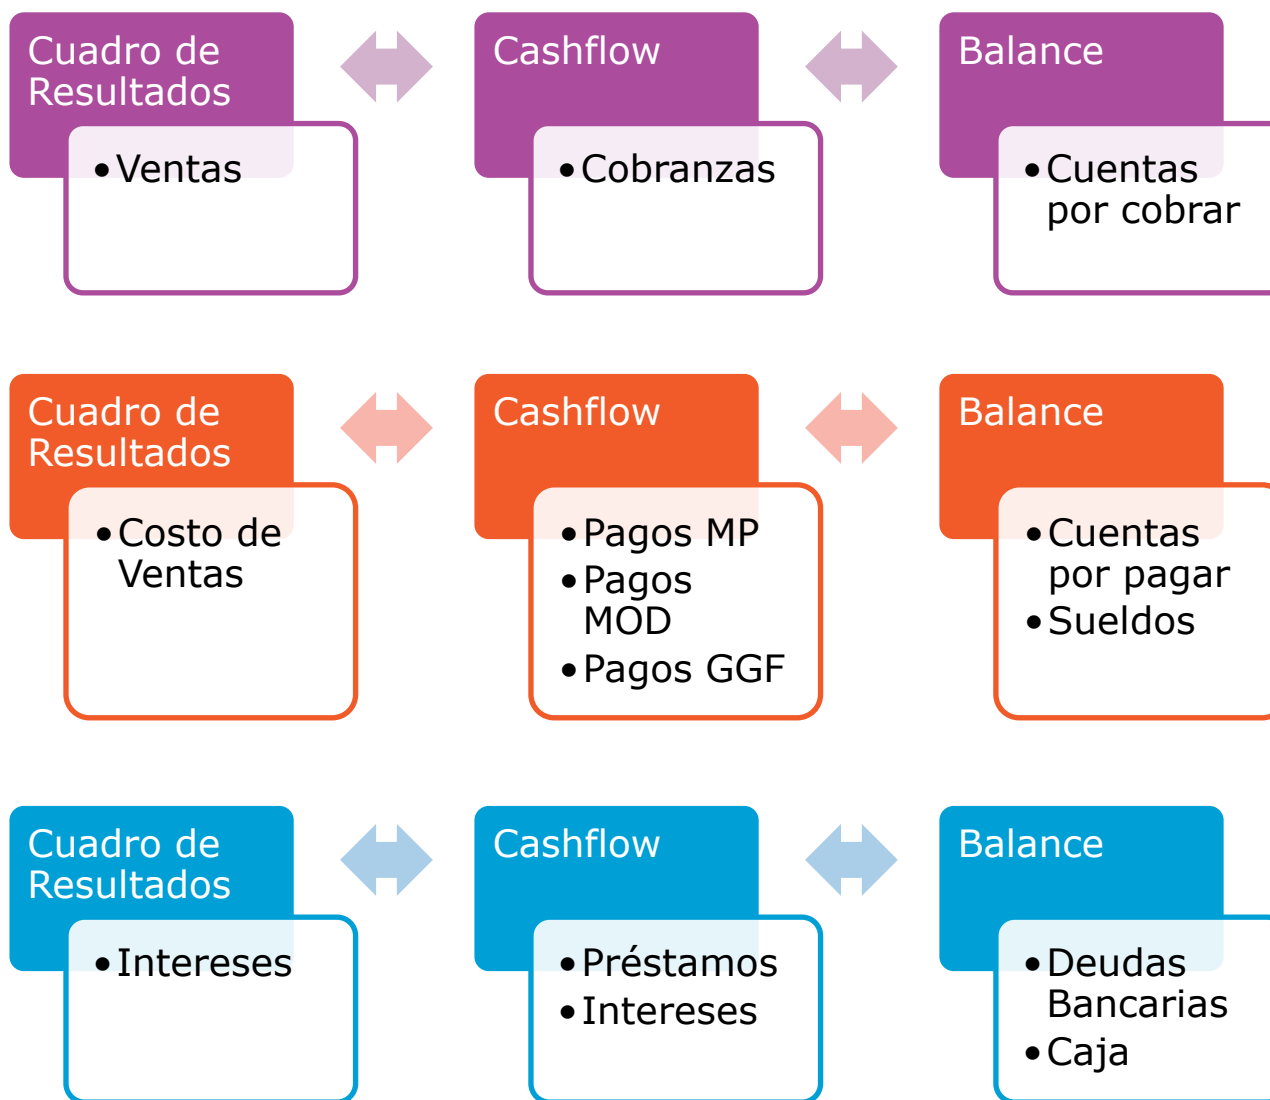 Cuadro de
Resultados
•Ventas
Cashflow
•Cobranzas
Balance
•Cuentas
por cobrar
Cuadro de
Resultados
•Costo de
Ventas
Cashflow
•Pagos MP
•Pagos
MOD
•Pagos GGF
Balance
•Cuentas
por pagar
•Sueldos
Cuadro de
Resultados
•Intereses
Cashflow
•Préstamos
•Intereses
Balance
•Deudas
Bancarias
•Caja